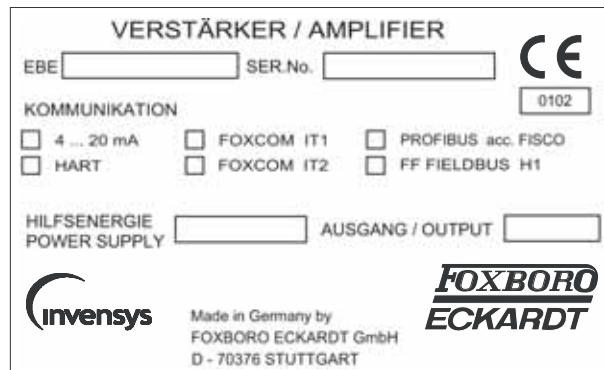 VERSTÄRKER / AMPLIFIER
EBE SER.No. CE
0102
KOMMUNIKATION
4 ... 20 mA FOXCOM IT1 PROFIBUS acc. FISCO
HART FOXCOM IT2 FF FIELDBUS H1
HILFSENERGIE
POWER SUPPLY AUSGANG / OUTPUT
invensys
FOXBORO
ECKARDT
Made in Germany by
FOXBORO ECKARDT GmbH
D - 70376 STUTTGART